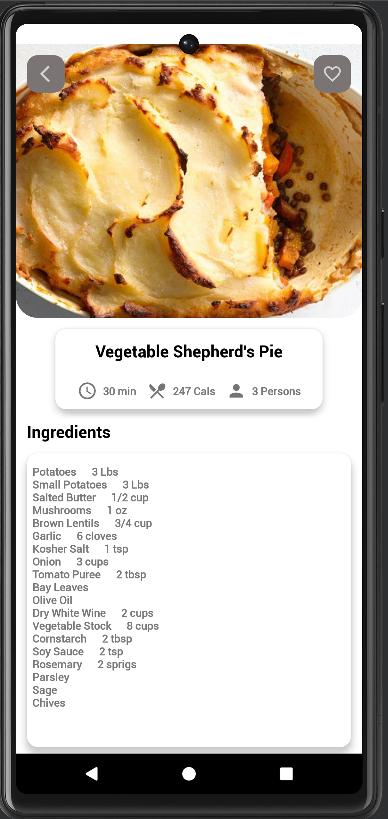 Vegetable Shepherd's Pie
30 min 247 Cals 3 Persons
Ingredients
Potatoes 3 Lbs
Small Potatoes 3 Lbs
Salted Butter 1/2 cup
Mushrooms 1 oz
Brown Lentils 3/4 cup
Garlic 6 cloves
Kosher Salt 1 tsp
Onion 3 cups
Tomato Puree 2 tbsp
Bay Leaves
Olive Oil
Dry White Wine 2 cups
Vegetable Stock 8 cups
Cornstarch 2 tbsp
Soy Sauce 2 tsp
Rosemary 2 sprigs
Parsley
Sage
Chives